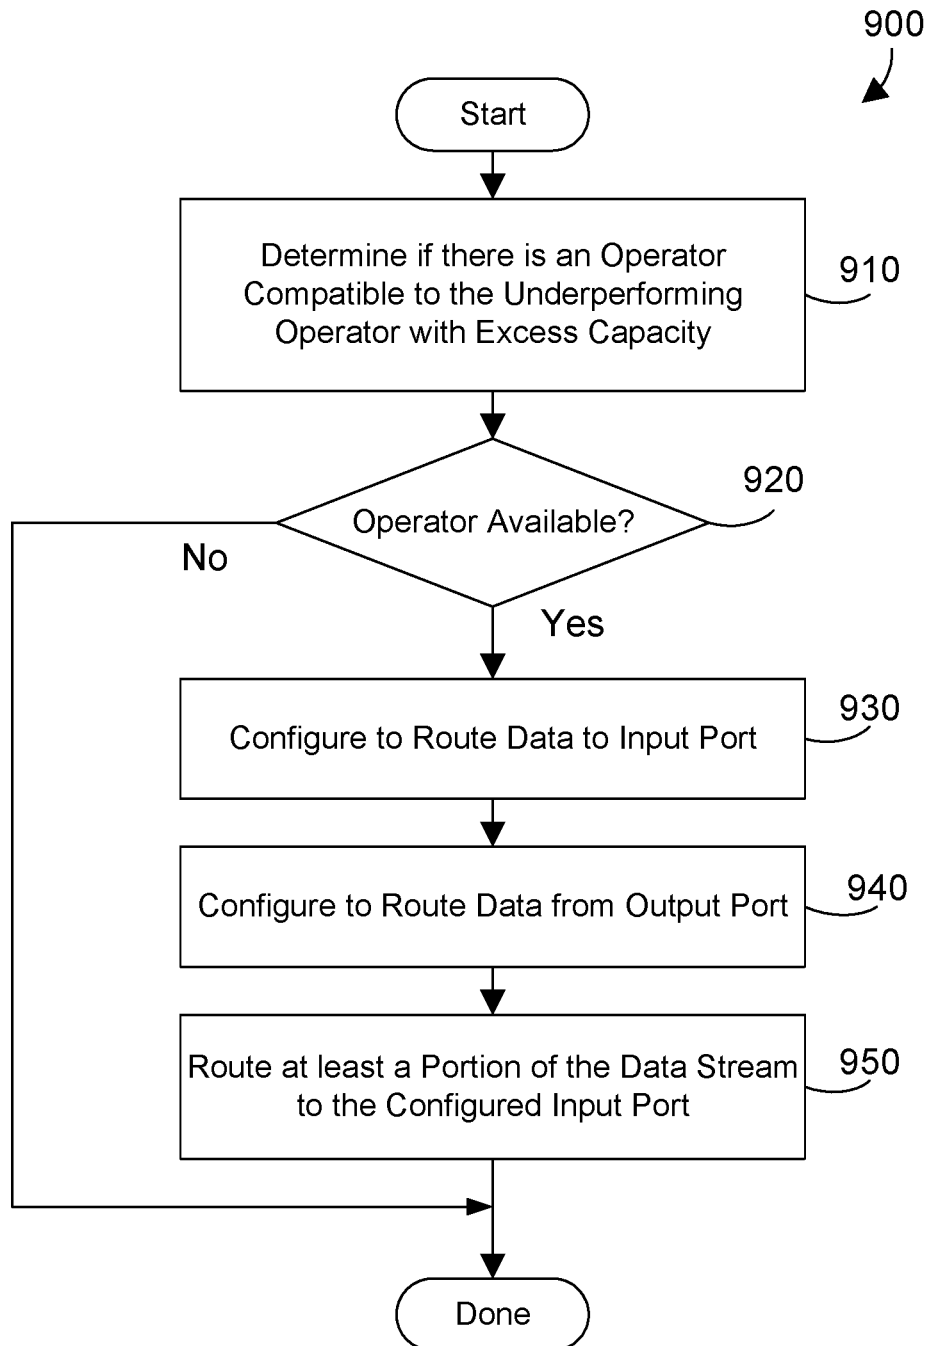 900
Start
Determine if there is an Operator
Compatible to the Underperforming
Operator with Excess Capacity
910
Operator Available?
920
No
Yes
Configure to Route Data to Input Port
930
Configure to Route Data from Output Port
940
Route at least a Portion of the Data Stream
to the Configured Input Port
950
Done